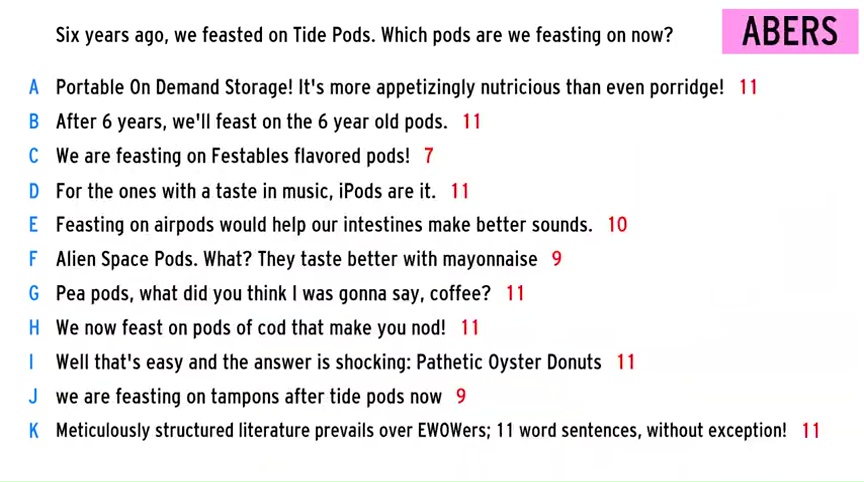 Six years ago, we feasted on Tide Pods. Which pods are we feasting on now?
ABERS
A Portable On Demand Storage! It's more appetizingly nutricious than even porridge! 11
B After 6 years, we'll feast on the 6 year old pods. 11
C We are feasting on Festables flavored pods! 7
D For the ones with a taste in music, iPods are it. 11
E Feasting on airpods would help our intestines make better sounds. 10
F Alien Space Pods. What? They taste better with mayonnaise 9
G Pea pods, what did you think I was gonna say, coffee? 11
H We now feast on pods of cod that make you nod! 11
I Well that's easy and the answer is shocking: Pathetic Oyster Donuts 11
J we are feasting on tampons after tide pods now 9
K Meticulously structured literature prevails over EWOWers; 11 word sentences, without exception! 11